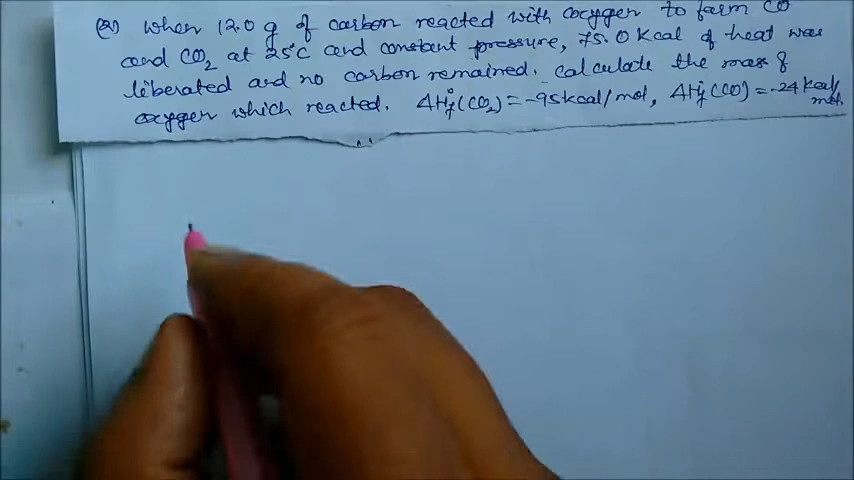 (2) when 12.0 g of carbon reacted with oxygen to form CO
and CO₂ at 25°C and constant pressure, 75.0 Kcal of heat was
liberated and no carbon remained. calculate the mass of
oxygen which reacted. ΔH°f(CO₂) = -95kcal/mol, ΔH°f(CO) = -24 kcal/
mol.